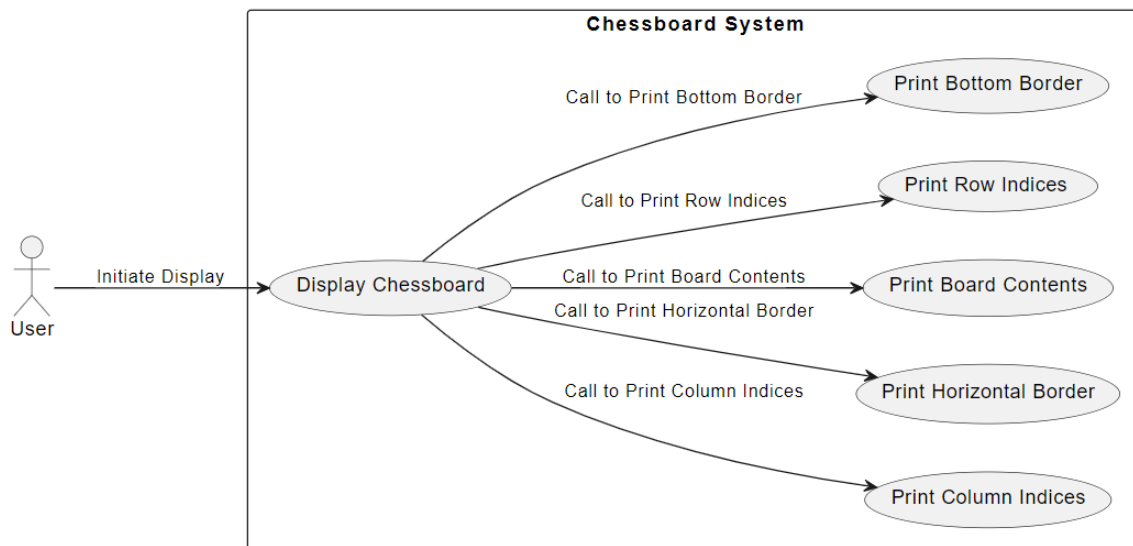 Chessboard System
Print Bottom Border
Call to Print Bottom Border
Print Row Indices
Call to Print Row Indices
Initiate Display
Display Chessboard
Call to Print Board Contents
Print Board Contents
Call to Print Horizontal Border
User
Print Horizontal Border
Call to Print Column Indices
Print Column Indices